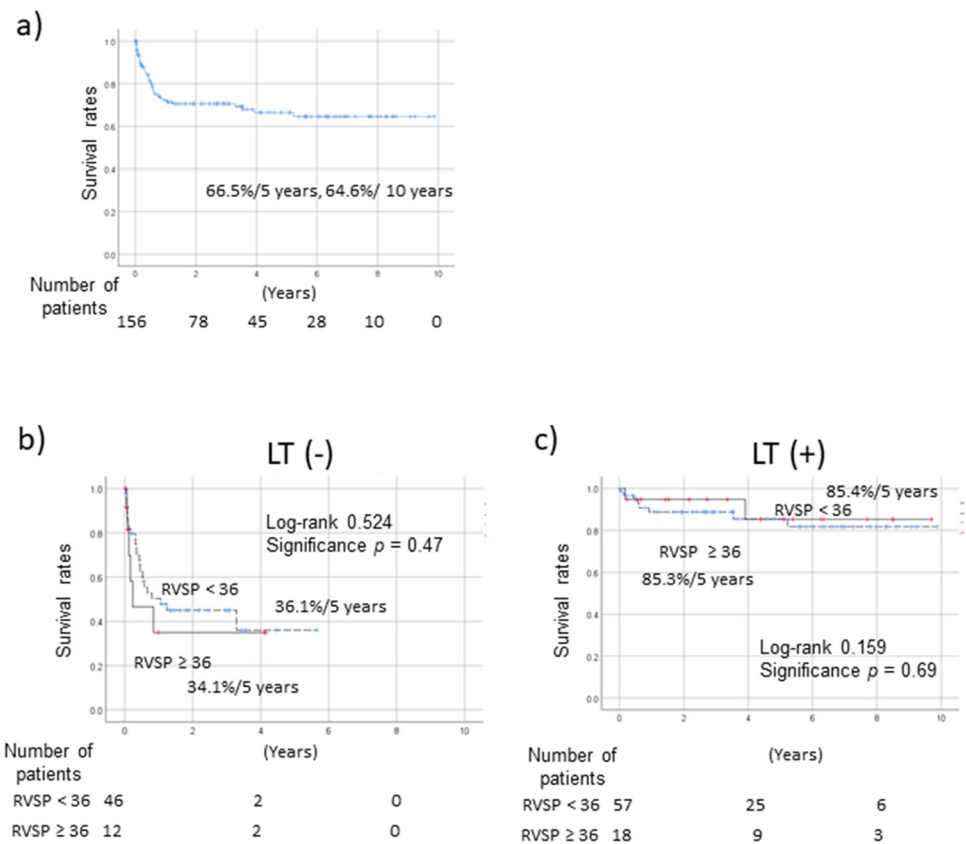 a)
1.0
0.8
0.6
0.4
0.2
0.0
Survival rates
66.5%/5 years, 64.6%/ 10 years
0 2 4 6 8 10
(Years)
Number of
patients
156 78 45 28 10 0
b)
LT (-)
1.0
0.8
0.6
0.4
0.2
0.0
Survival rates
Log-rank 0.524
Significance p = 0.47
RVSP < 36
36.1%/5 years
RVSP ≥ 36
34.1%/5 years
0 2 4 6 8 10
(Years)
Number of
patients
RVSP < 36 46 2 0
RVSP ≥ 36 12 2 0
c)
LT (+)
1.0
0.8
0.6
0.4
0.2
0.0
Survival rates
85.4%/5 years
RVSP < 36
RVSP ≥ 36
85.3%/5 years
Log-rank 0.159
Significance p = 0.69
0 2 4 6 8 10
(Years)
Number of
patients
RVSP < 36 57 25 6
RVSP ≥ 36 18 9 3